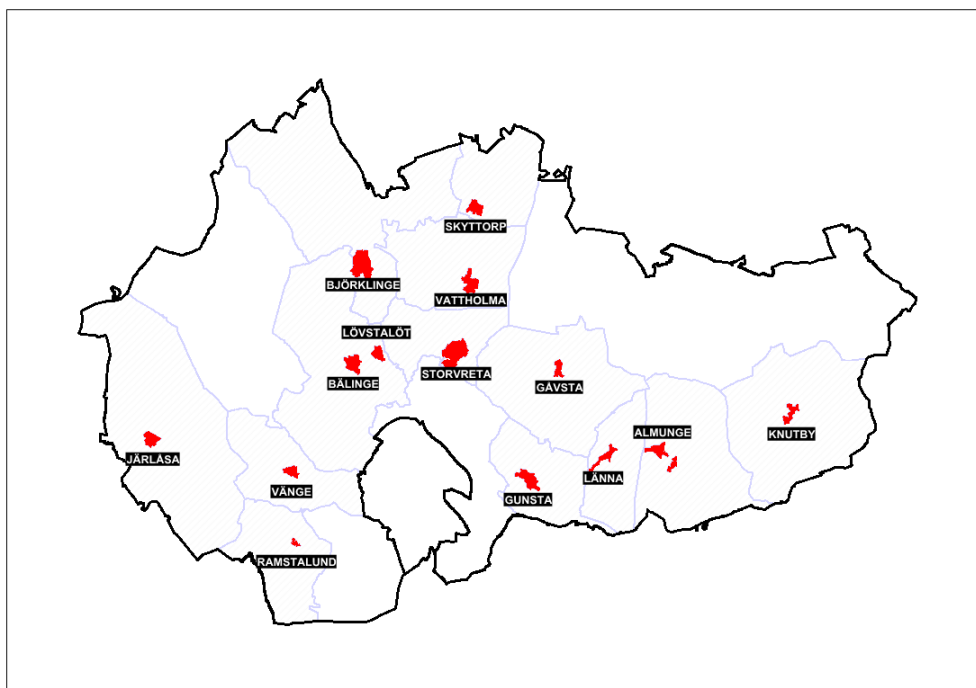 SKYTTORP
BJÖRKLINGE
VATTHOLMA
LÖVSTALÖT
BÄLINGE
STORVRETA
GÅVSTA
KNUTBY
ALMUNGE
JÄRLÅSA
LÄNNA
VÄNGE
GUNSTA
RAMSTALUND